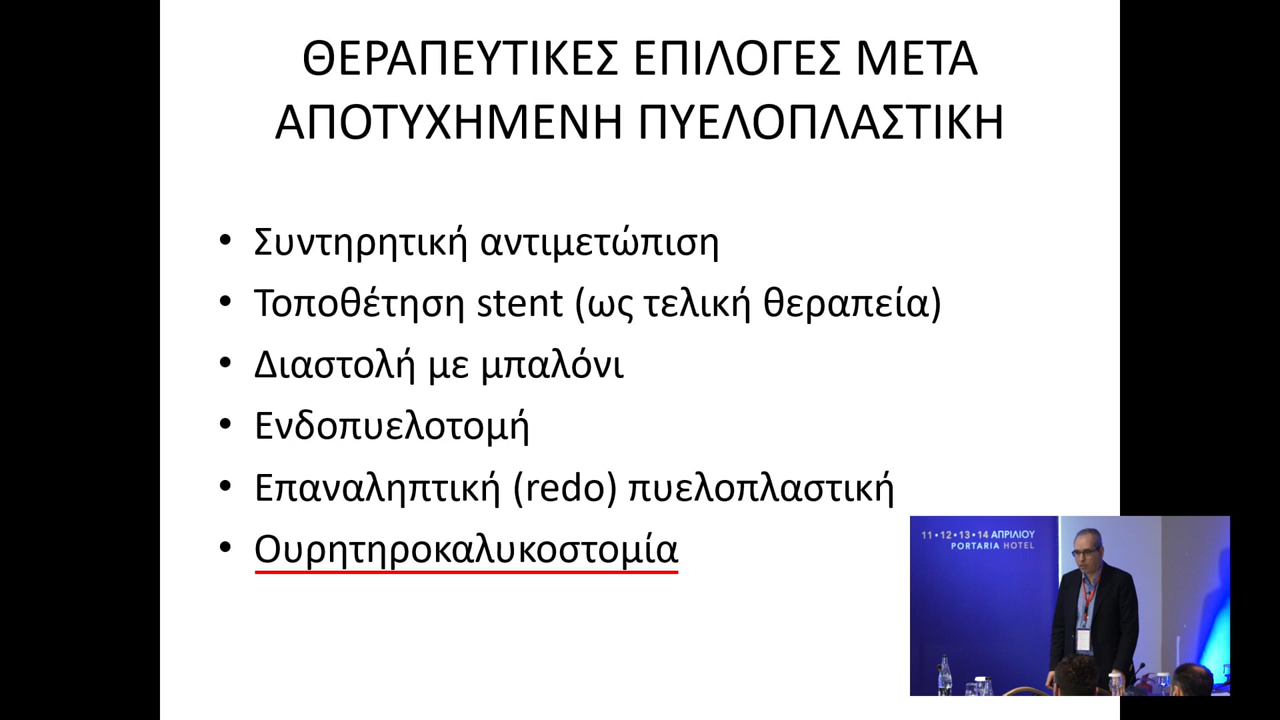 ΘΕΡΑΠΕΥΤΙΚΕΣ ΕΠΙΛΟΓΕΣ ΜΕΤΑ
ΑΠΟΤΥΧΗΜΕΝΗ ΠΥΕΛΟΠΛΑΣΤΙΚΗ
• Συντηρητική αντιμετώπιση
• Τοποθέτηση stent (ως τελική θεραπεία)
• Διαστολή με μπαλόνι
• Ενδοπυελοτομή
• Επαναληπτική (redo) πυελοπλαστική
• Ουρητηροκαλυκοστομία
11•12•13•14 ΑΠΡΙΛΙΟΥ
PORTARIA HOTEL